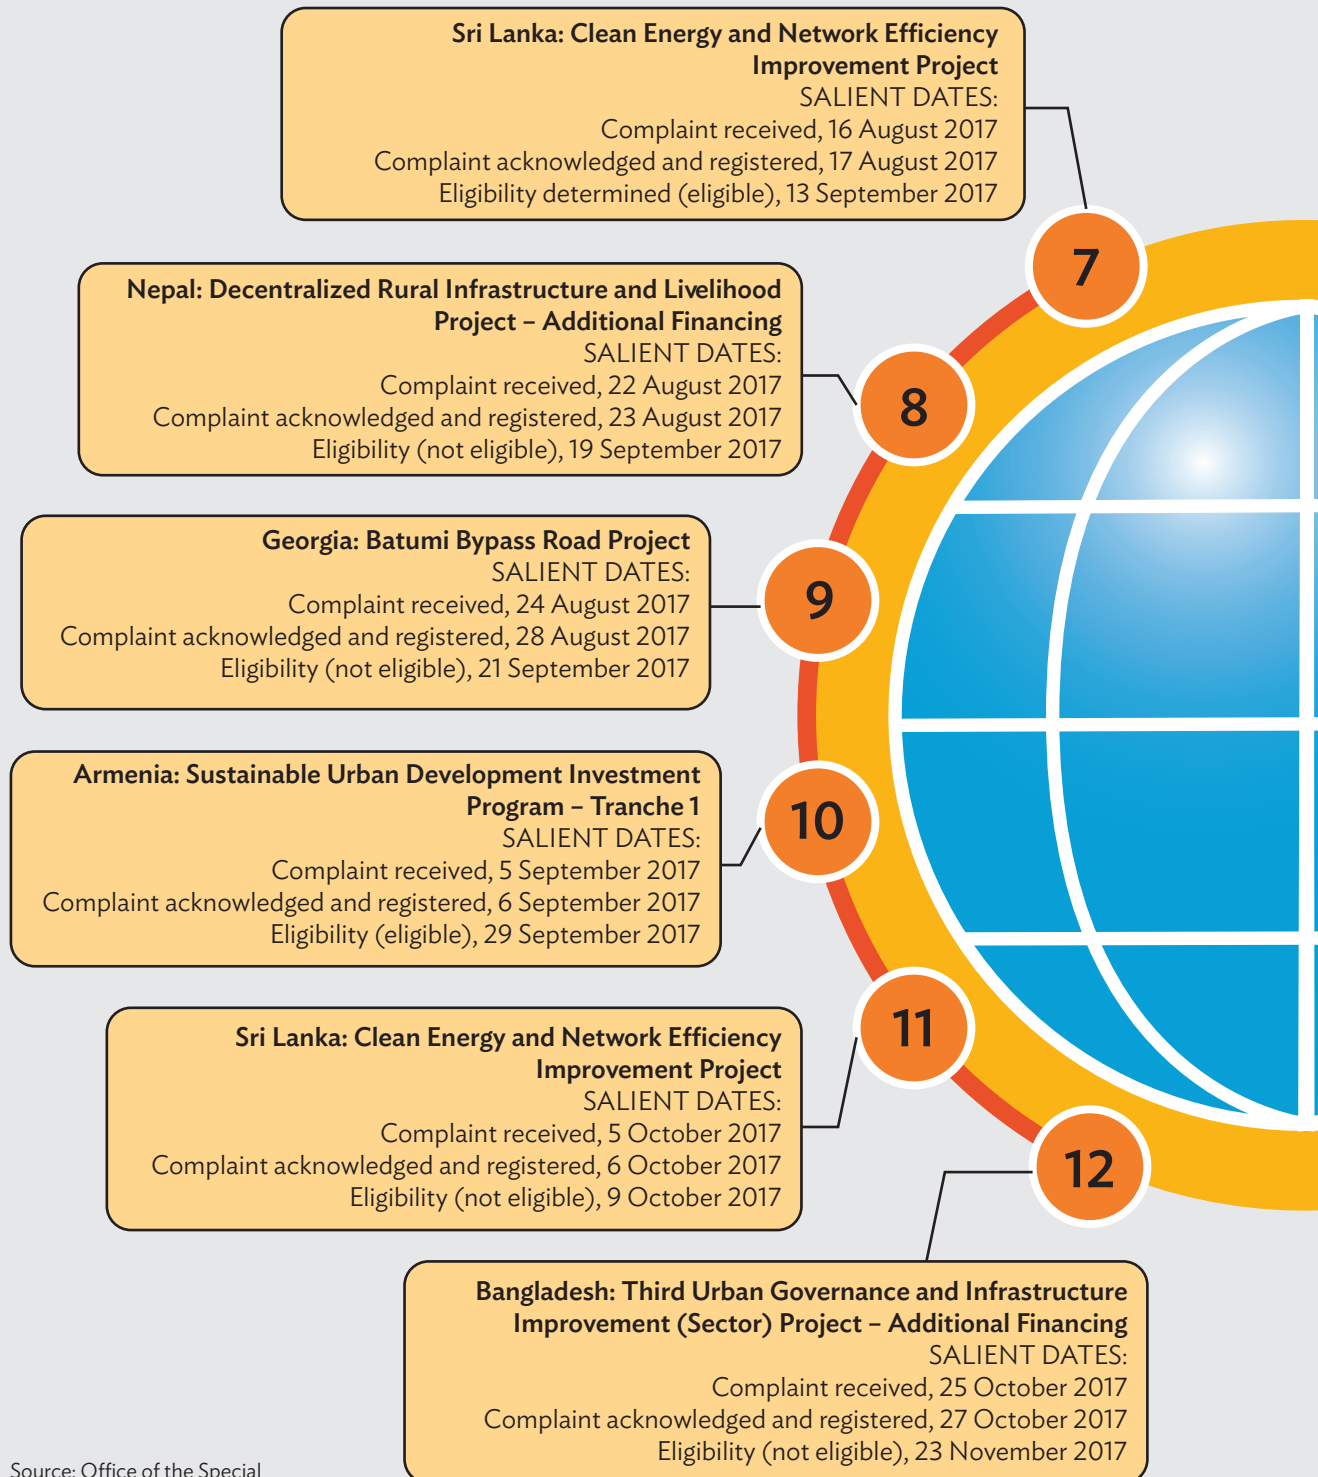 Sri Lanka: Clean Energy and Network Efficiency
Improvement Project
SALIENT DATES:
Complaint received, 16 August 2017
Complaint acknowledged and registered, 17 August 2017
Eligibility determined (eligible), 13 September 2017
7
Nepal: Decentralized Rural Infrastructure and Livelihood
Project – Additional Financing
SALIENT DATES:
Complaint received, 22 August 2017
Complaint acknowledged and registered, 23 August 2017
Eligibility (not eligible), 19 September 2017
8
Georgia: Batumi Bypass Road Project
SALIENT DATES:
Complaint received, 24 August 2017
Complaint acknowledged and registered, 28 August 2017
Eligibility (not eligible), 21 September 2017
9
Armenia: Sustainable Urban Development Investment
Program – Tranche 1
SALIENT DATES:
Complaint received, 5 September 2017
Complaint acknowledged and registered, 6 September 2017
Eligibility (eligible), 29 September 2017
10
Sri Lanka: Clean Energy and Network Efficiency
Improvement Project
SALIENT DATES:
Complaint received, 5 October 2017
Complaint acknowledged and registered, 6 October 2017
Eligibility (not eligible), 9 October 2017
11
12
Bangladesh: Third Urban Governance and Infrastructure
Improvement (Sector) Project – Additional Financing
SALIENT DATES:
Complaint received, 25 October 2017
Complaint acknowledged and registered, 27 October 2017
Eligibility (not eligible), 23 November 2017
Source: Office of the Special